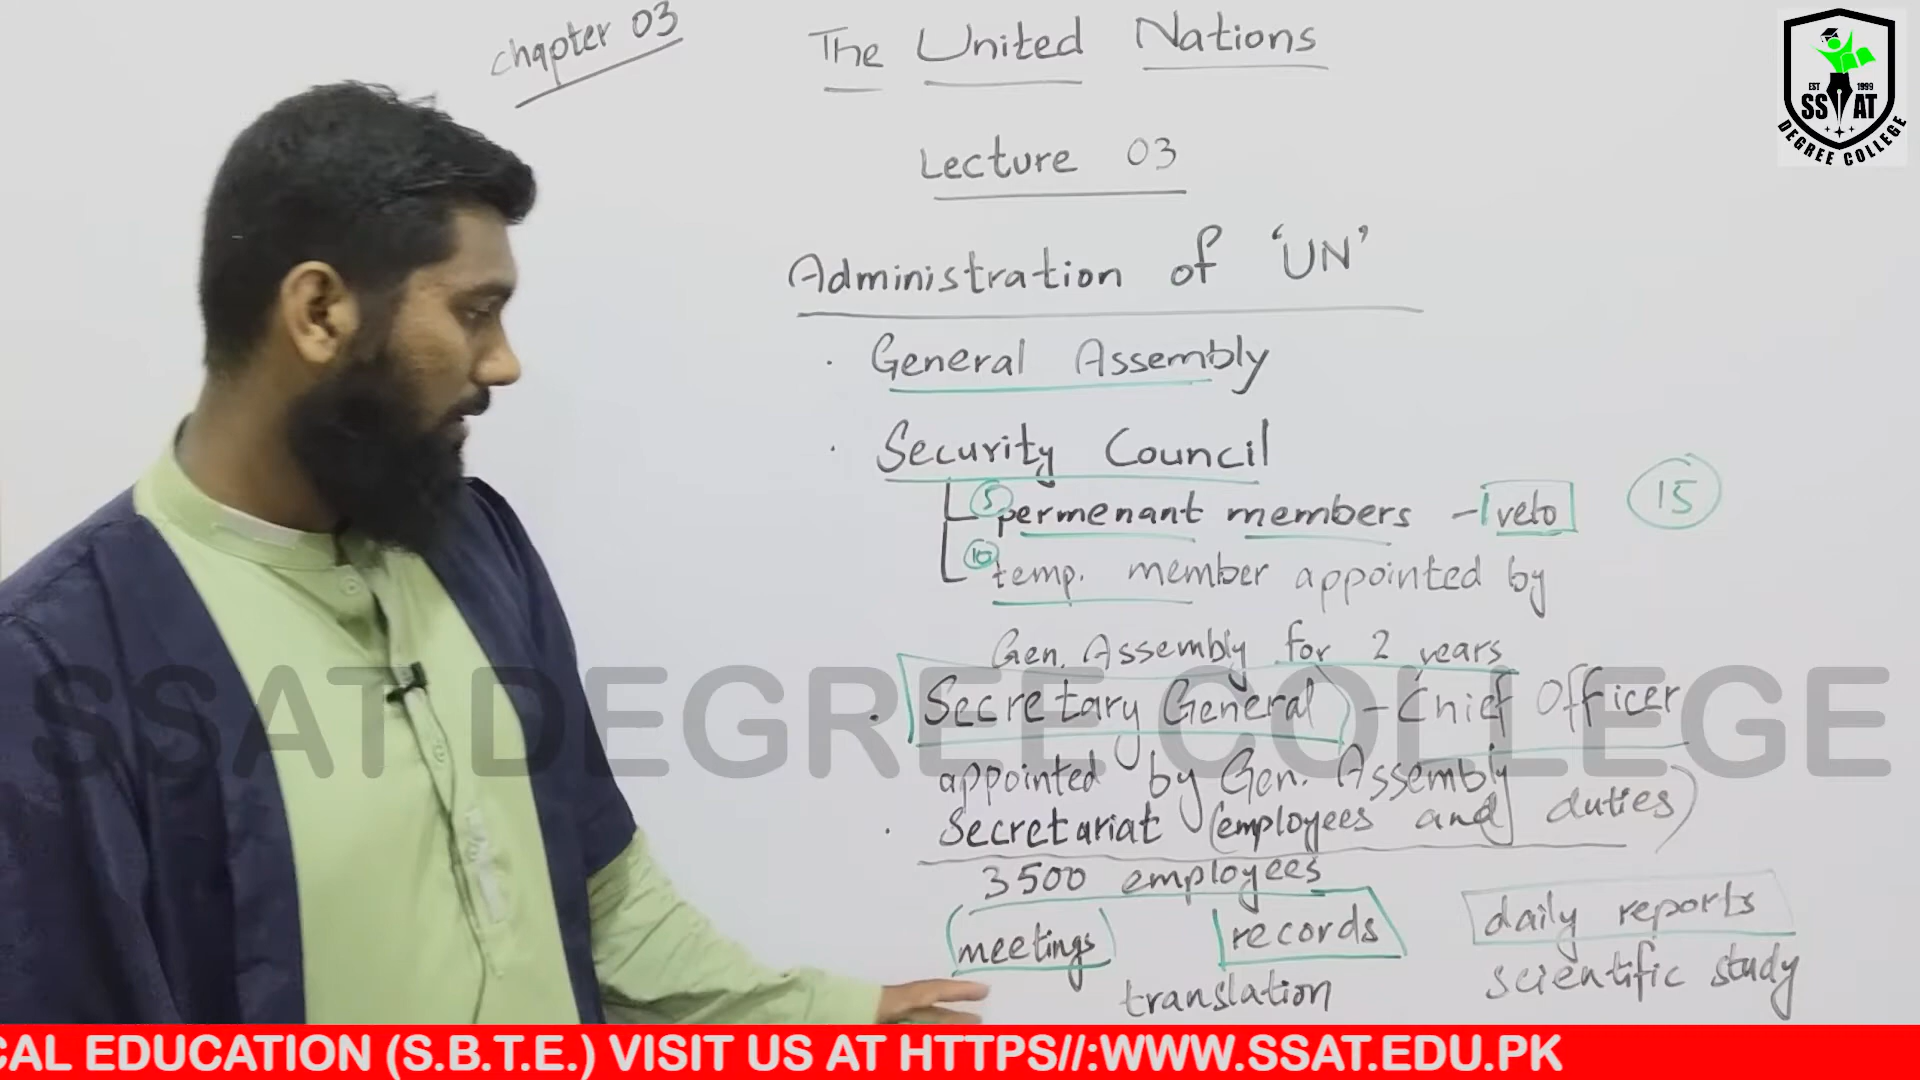 chapter 03
The United Nations
EST 1999
SSAT
DEGREE COLLEGE
Lecture 03
Administration of 'UN'
· General Assembly
· Security Council
5 permenant members - veto 15
10 temp. member appointed by
Gen. Assembly for 2 years
· Secretary General - Chief Officer
SSAT DEGREE COLLEGE
appointed by Gen. Assembly
· Secretariat (employees and duties)
3500 employees
meetings records daily reports
translation scientific study
CAL EDUCATION (S.B.T.E.) VISIT US AT HTTPS//:WWW.SSAT.EDU.PK